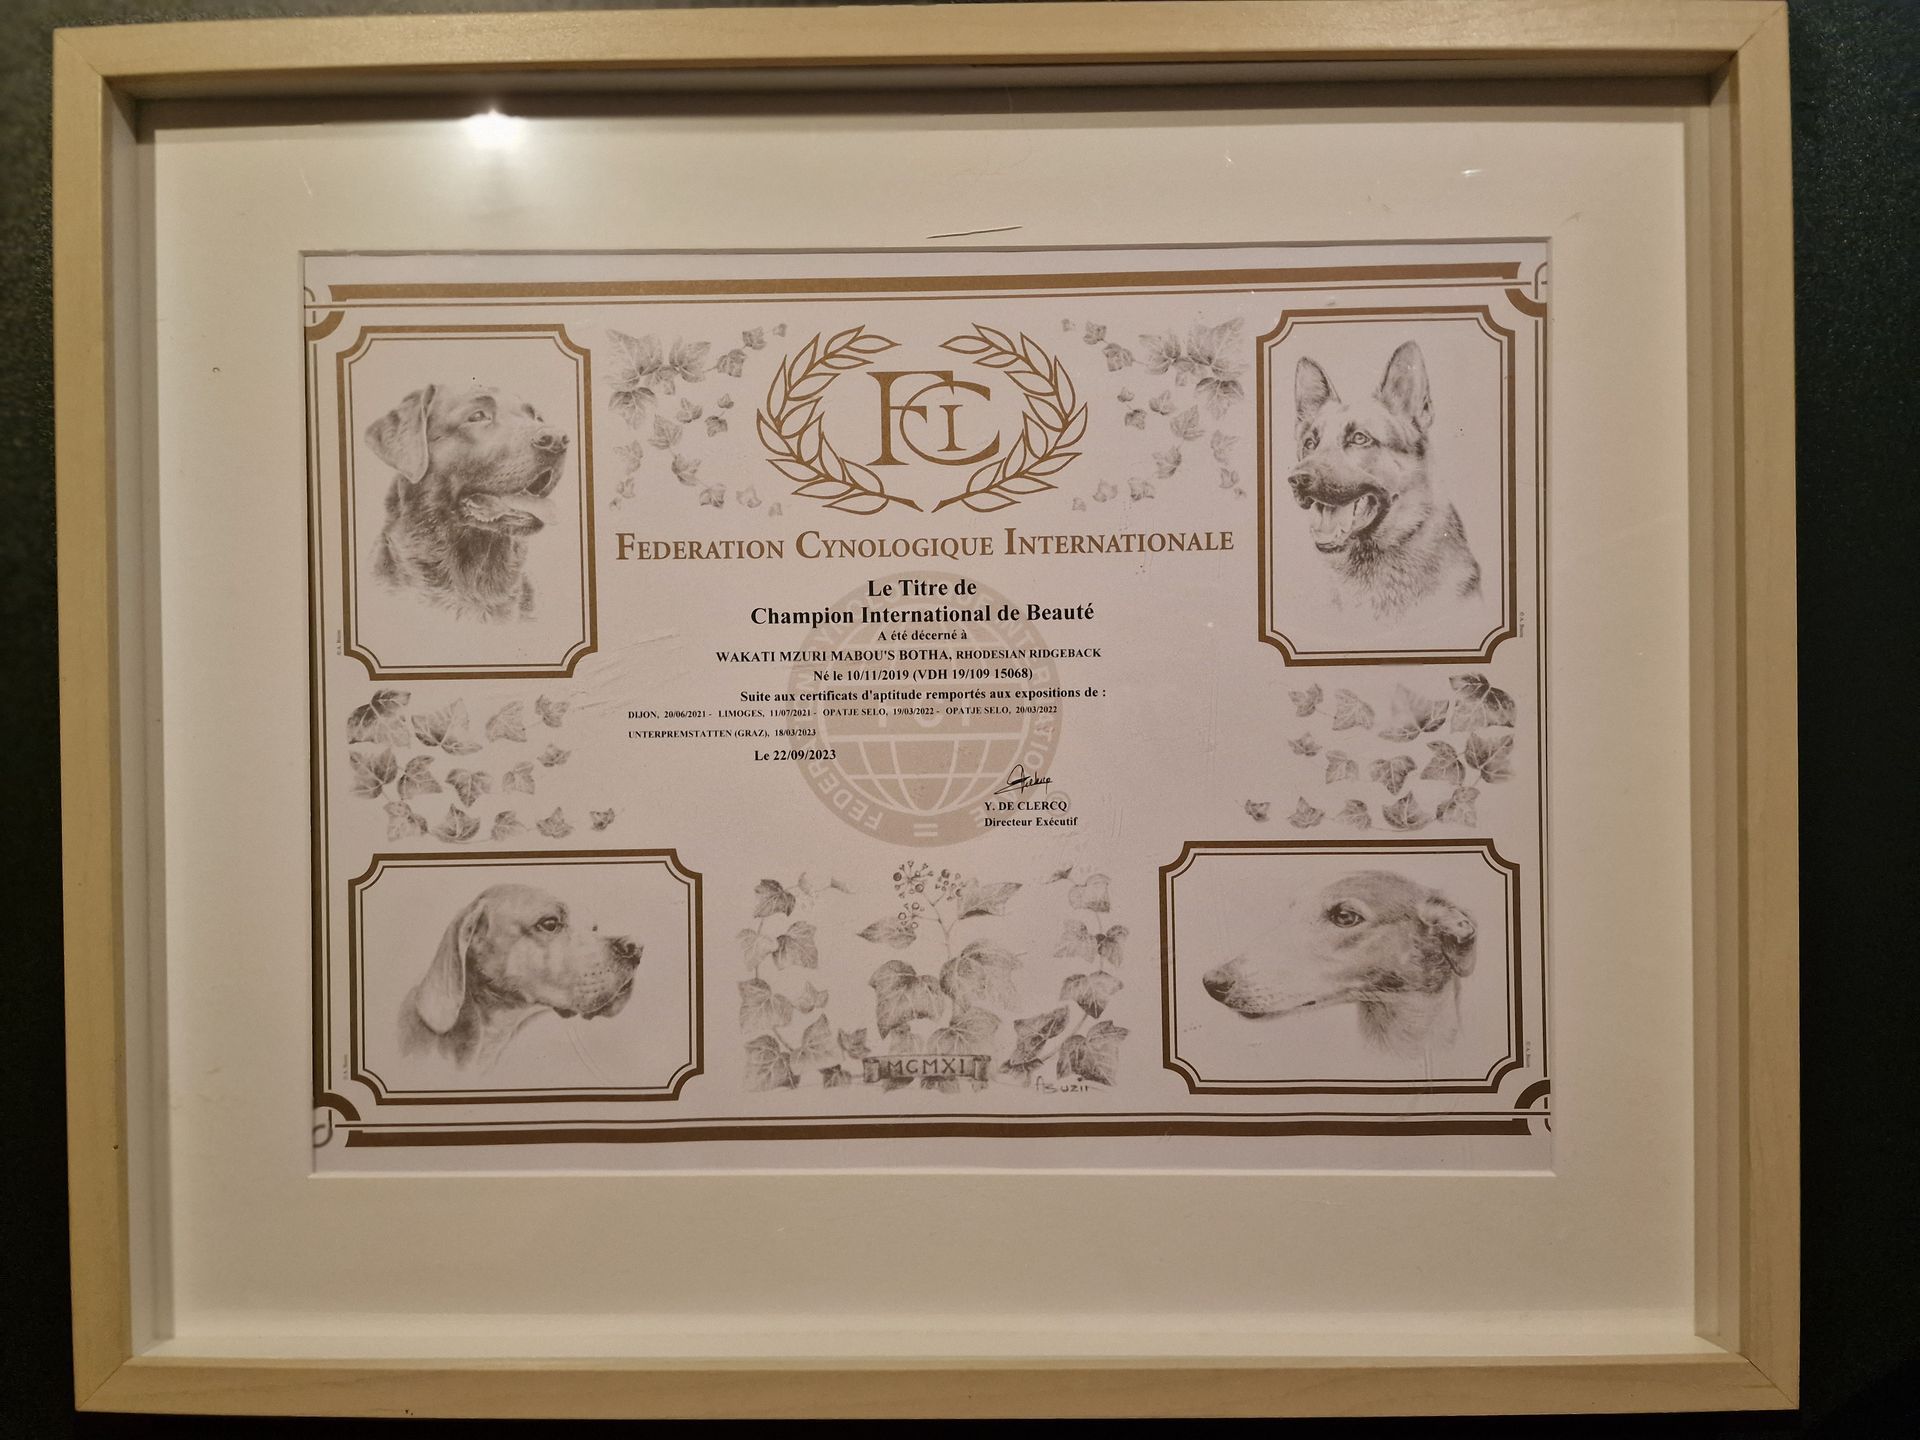 FCI
FEDERATION CYNOLOGIQUE INTERNATIONALE
Le Titre de
Champion International de Beauté
A été décerné à
WAKATI MZURI MABOU'S BOTHA, RHODESIAN RIDGEBACK
Né le 10/11/2019 (VDH 19/109 15068)
Suite aux certificats d'aptitude remportés aux expositions de :
DIJON, 20/06/2021 - LIMOGES, 11/07/2021 - OPATJE SELO, 19/03/2022 - OPATJE SELO, 20/03/2022
UNTERPREMSTATTEN (GRAZ), 18/03/2023
Le 22/09/2023
Y. DE CLERCQ
Directeur Exécutif
MCMXI